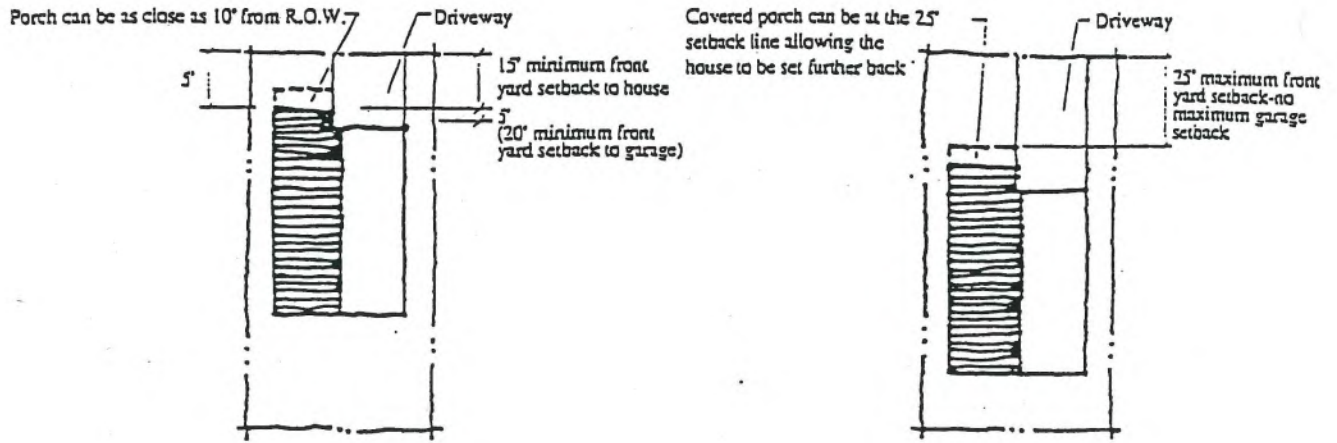 Porch can be as close as 10' from R.O.W.
Driveway
5'
15' minimum front
yard setback to house
5'
(20' minimum front
yard setback to garage)
Covered porch can be at the 25'
setback line allowing the
house to be set further back
Driveway
25' maximum front
yard setback-no
maximum garage
setback